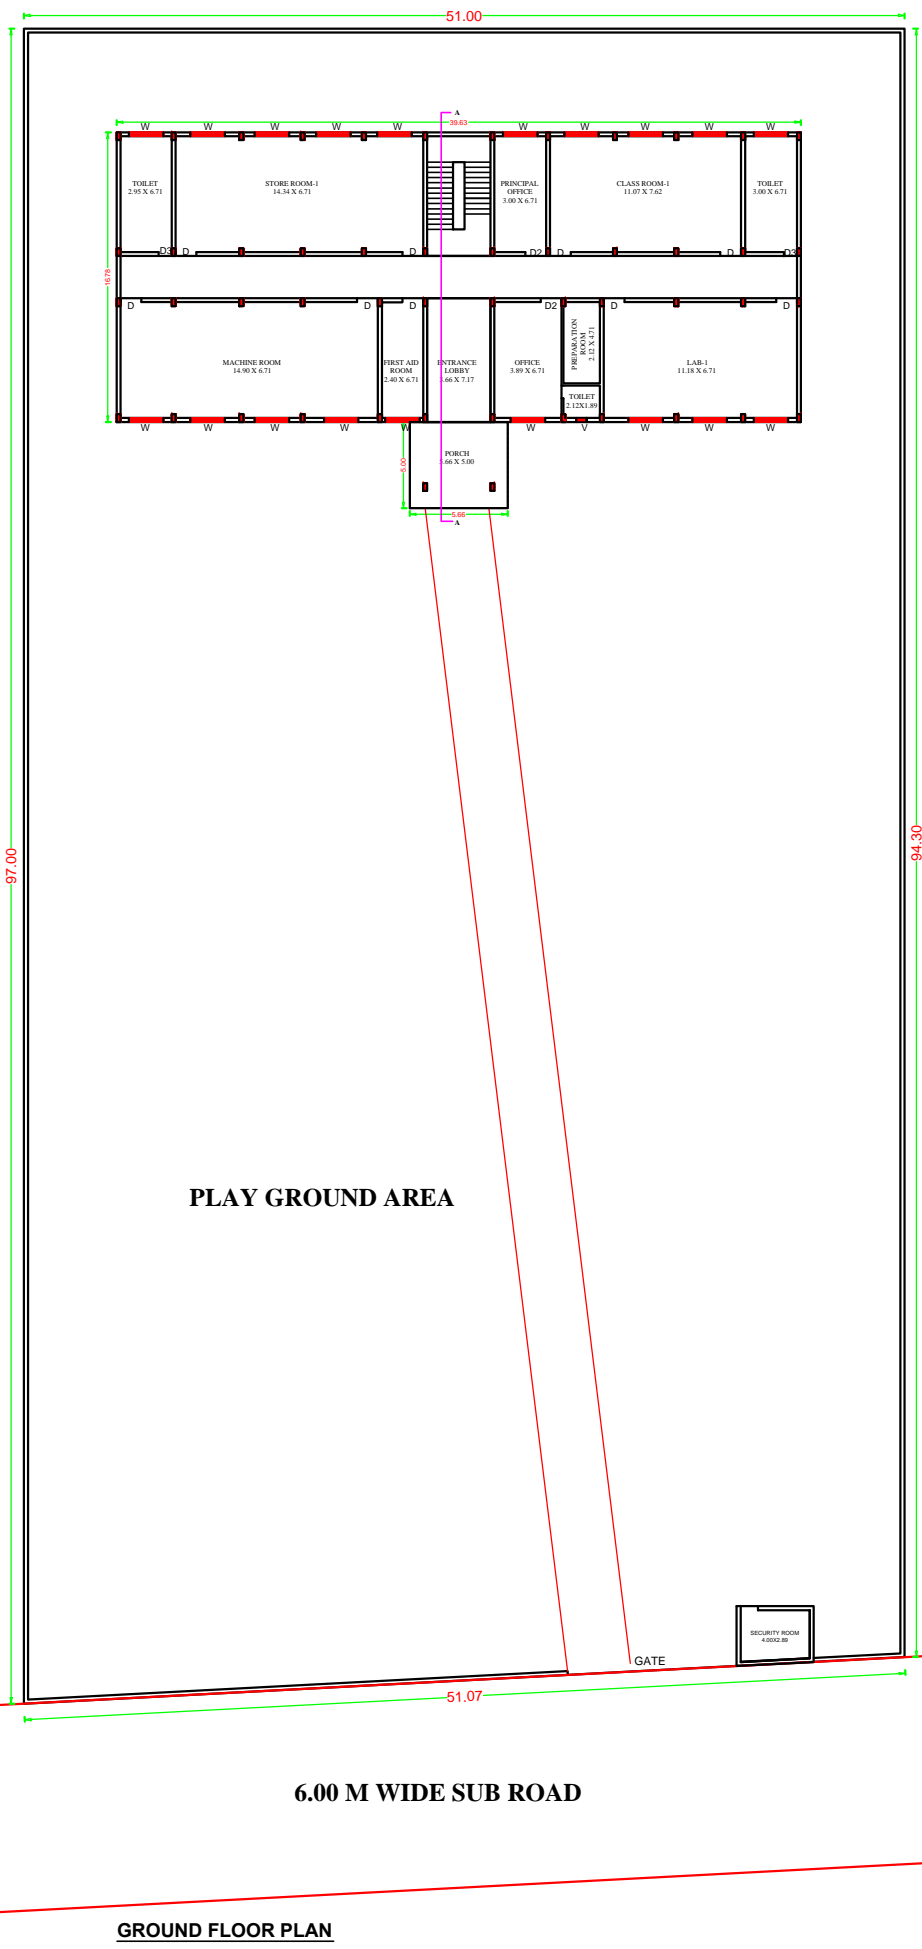 51.00
A
39.63
W W W W W W W W W W
TOILET
2.95 X 6.71
STORE ROOM-1
14.34 X 6.71
PRINCIPAL
OFFICE
3.00 X 6.71
CLASS ROOM-1
11.07 X 7.62
TOILET
3.00 X 6.71
D3 D D D2 D D D3
16.78
D D D D2 D D
MACHINE ROOM
14.90 X 6.71
FIRST AID
ROOM
2.40 X 6.71
ENTRANCE
LOBBY
3.66 X 7.17
OFFICE
3.89 X 6.71
PREPARATION
ROOM
2.12 X 4.71
TOILET
2.12X1.89
LAB-1
11.18 X 6.71
W W W W W W V W W W
PORCH
5.66 X 5.00
5.00
5.66
A
97.00
94.30
PLAY GROUND AREA
SECURITY ROOM
4.00X2.89
GATE
51.07
6.00 M WIDE SUB ROAD
GROUND FLOOR PLAN